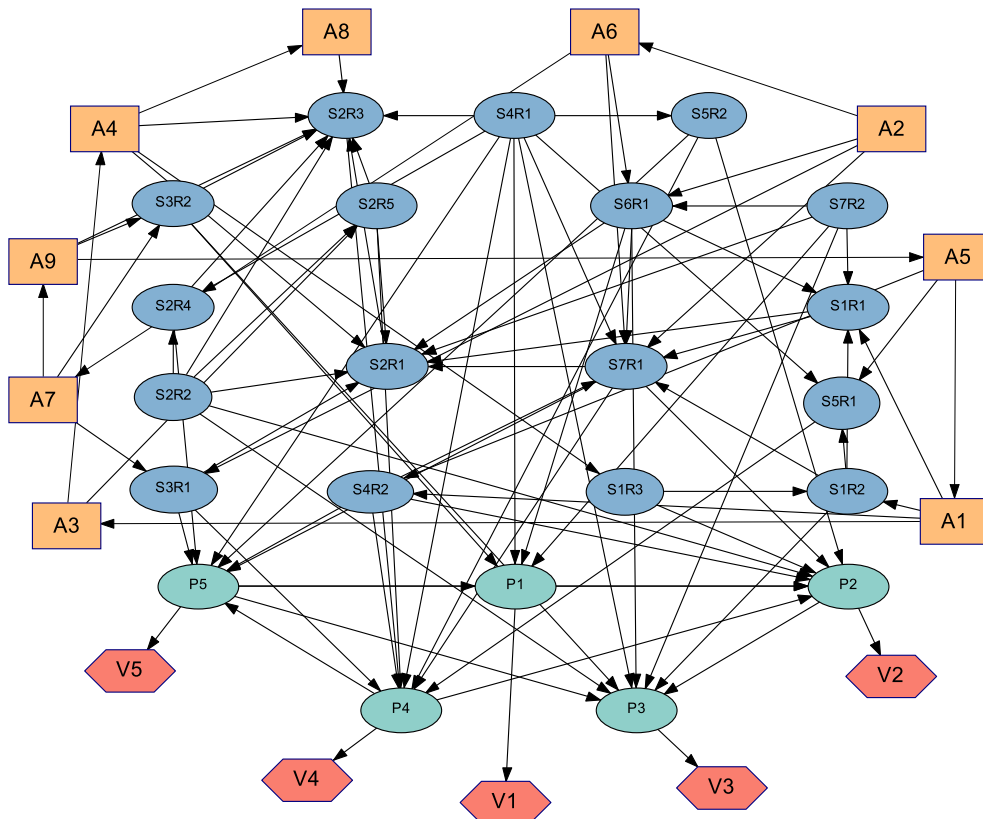 A8
A6
A4
S2R3
S4R1
S5R2
A2
S3R2
S2R5
S6R1
S7R2
A9
A5
S2R4
S1R1
S2R1
S7R1
A7
S2R2
S5R1
S3R1
S4R2
S1R3
S1R2
A3
A1
P5
P1
P2
V5
V2
P4
P3
V4
V3
V1